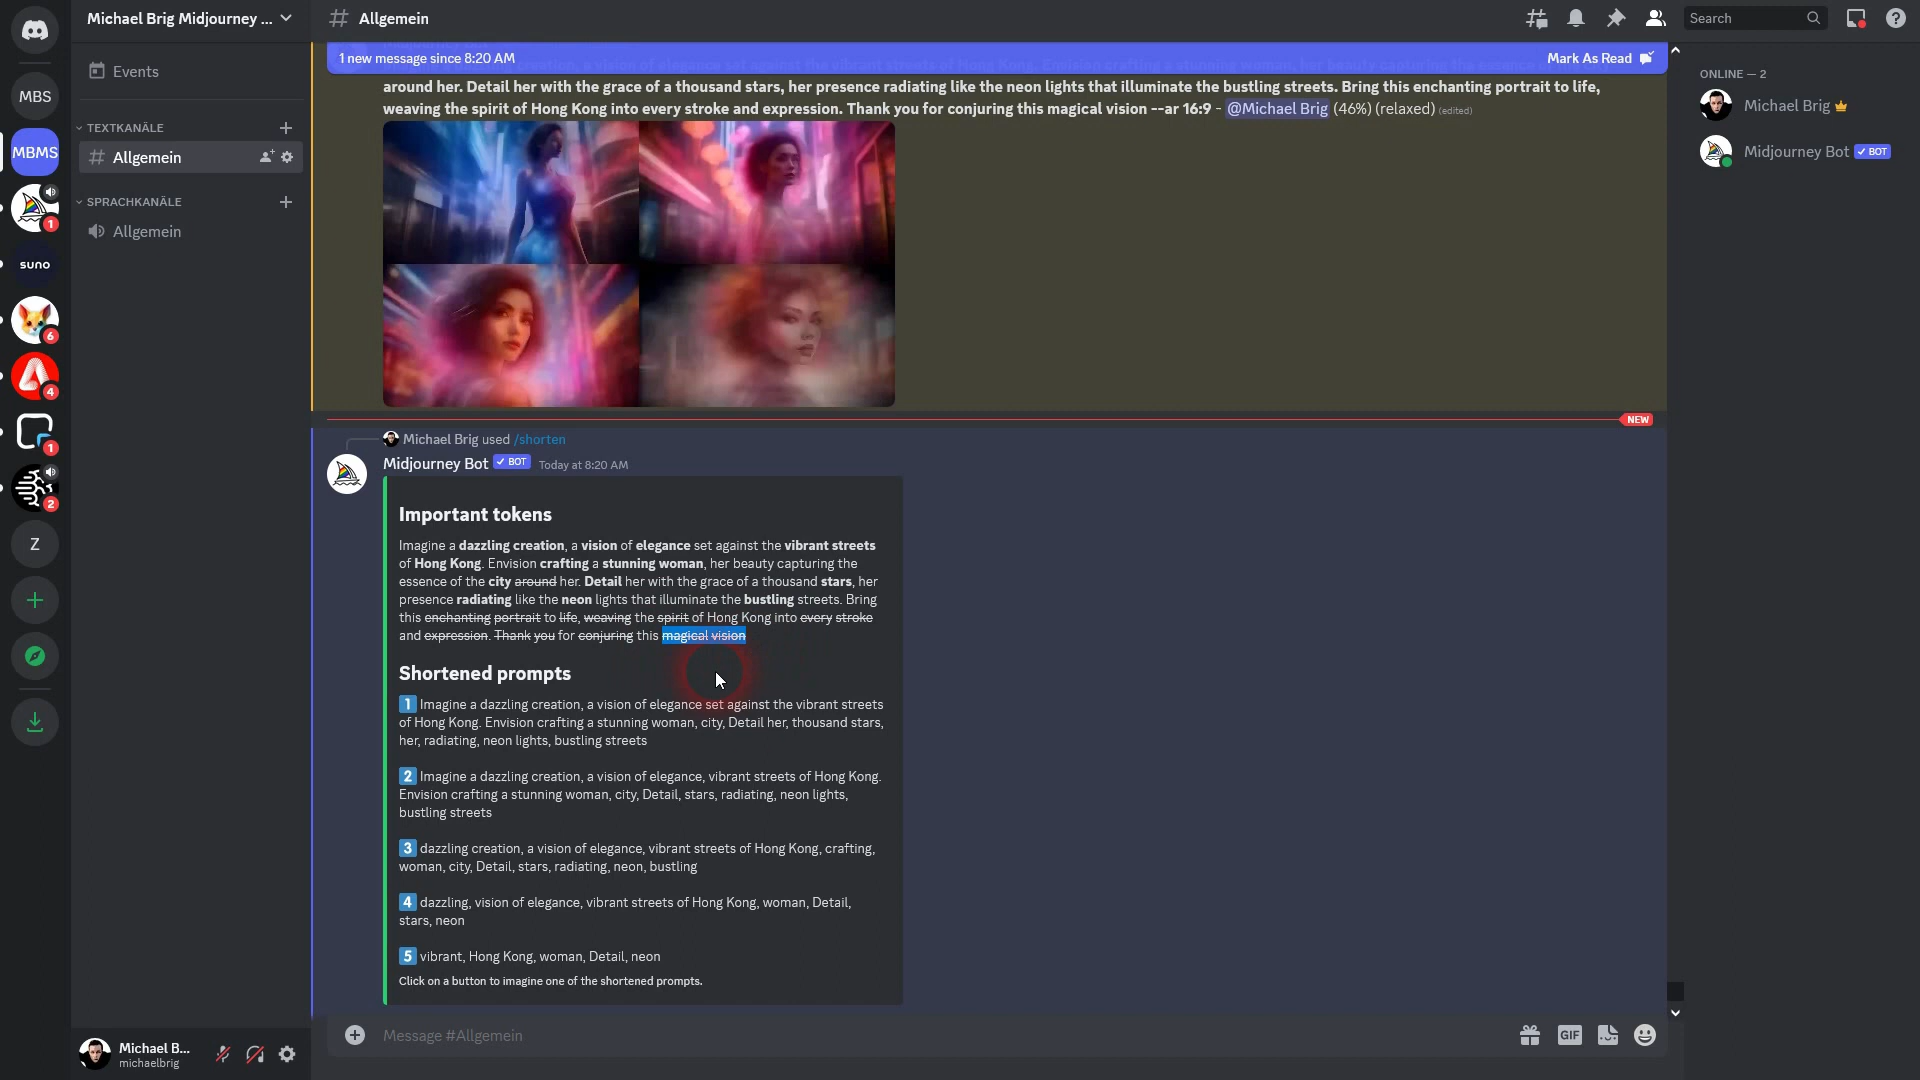 Michael Brig Midjourney ...
Allgemein
Search
MBS
MBMS
1
suno
6
4
1
2
Z
Events
TEXTKANÄLE
Allgemein
SPRACHKANÄLE
Allgemein
1 new message since 8:20 AM
Mark As Read
around her. Detail her with the grace of a thousand stars, her presence radiating like the neon lights that illuminate the bustling streets. Bring this enchanting portrait to life,
weaving the spirit of Hong Kong into every stroke and expression. Thank you for conjuring this magical vision --ar 16:9 - @Michael Brig (46%) (relaxed) (edited)
NEW
Michael Brig used /shorten
Midjourney Bot ✓ BOT Today at 8:20 AM
Important tokens
Imagine a dazzling creation, a vision of elegance set against the vibrant streets
of Hong Kong. Envision crafting a stunning woman, her beauty capturing the
essence of the city around her. Detail her with the grace of a thousand stars, her
presence radiating like the neon lights that illuminate the bustling streets. Bring
this enchanting portrait to life, weaving the spirit of Hong Kong into every stroke
and expression. Thank you for conjuring this magical vision
Shortened prompts
1 Imagine a dazzling creation, a vision of elegance set against the vibrant streets
of Hong Kong. Envision crafting a stunning woman, city, Detail her, thousand stars,
her, radiating, neon lights, bustling streets
2 Imagine a dazzling creation, a vision of elegance, vibrant streets of Hong Kong.
Envision crafting a stunning woman, city, Detail, stars, radiating, neon lights,
bustling streets
3 dazzling creation, a vision of elegance, vibrant streets of Hong Kong, crafting,
woman, city, Detail, stars, radiating, neon, bustling
4 dazzling, vision of elegance, vibrant streets of Hong Kong, woman, Detail,
stars, neon
5 vibrant, Hong Kong, woman, Detail, neon
Click on a button to imagine one of the shortened prompts.
Message #Allgemein
GIF
Michael B...
michaelbrig
ONLINE — 2
Michael Brig
Midjourney Bot ✓ BOT